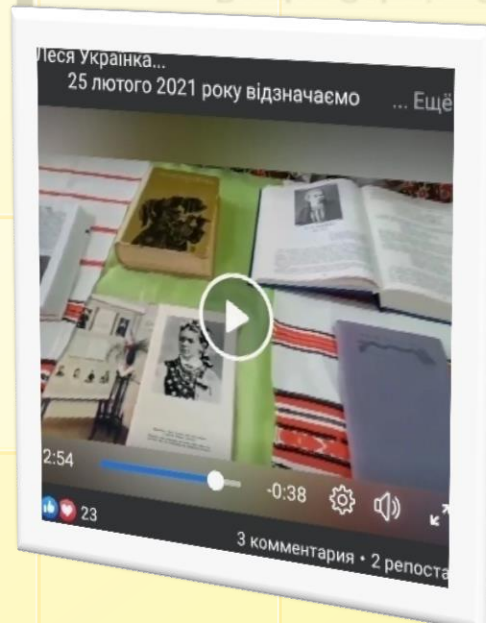 Леся Українка...
25 лютого 2021 року відзначаємо ... Ещё
2:54 -0:38
23
3 комментария • 2 репоста